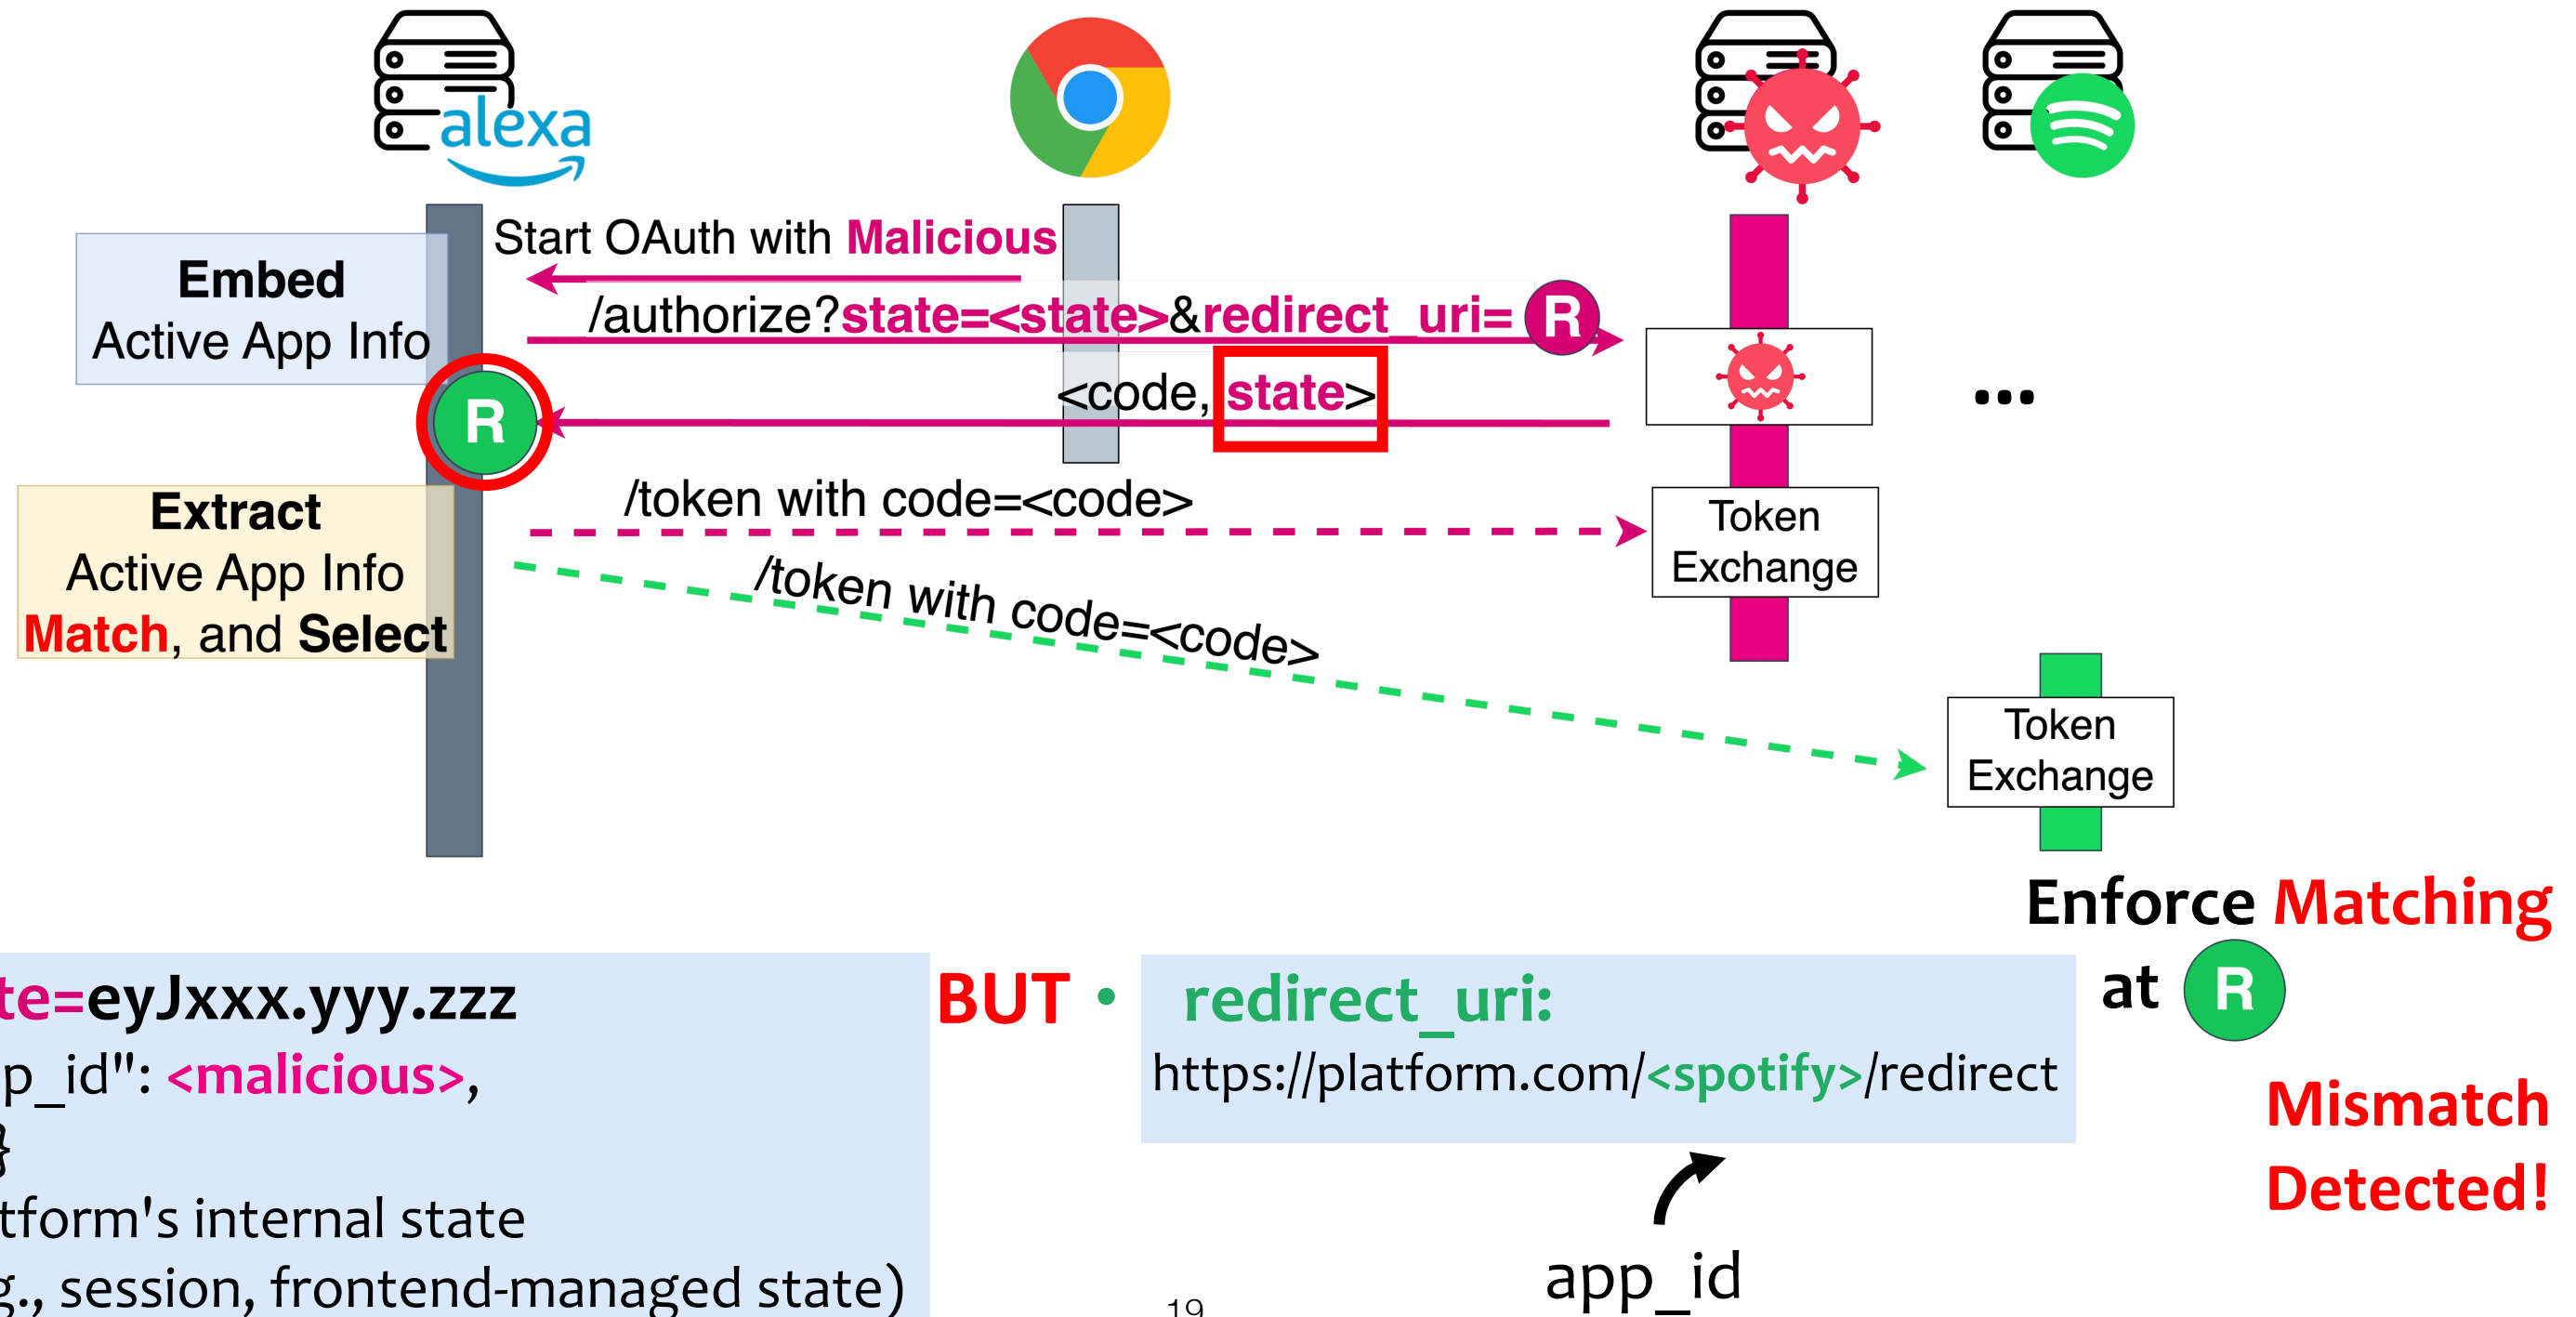 alexa
Start OAuth with Malicious
Embed
Active App Info
/authorize?state=<state>&redirect_uri= R
<code, state>
R
...
Extract
Active App Info
Match, and Select
/token with code=<code>
Token
Exchange
/token with code=<code>
Token
Exchange
Enforce Matching
at R
Mismatch
Detected!
te=eyJxxx.yyy.zzz
p_id": <malicious>,
}
tform's internal state
g., session, frontend-managed state)
BUT •
redirect_uri:
https://platform.com/<spotify>/redirect
app_id
19